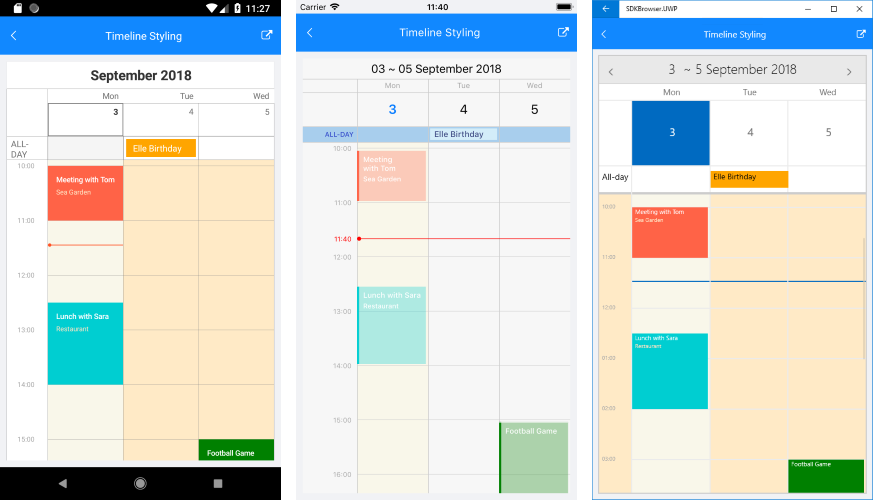 11:27
Timeline Styling
September 2018
Mon Tue Wed
3 4 5
ALL-
DAY
Elle Birthday
10:00
Meeting with Tom
Sea Garden
11:00
12:00
Lunch with Sara
Restaurant
13:00
14:00
15:00
Football Game
Carrier
11:40
Timeline Styling
03 ~ 05 September 2018
Mon Tue Wed
3 4 5
ALL-DAY Elle Birthday
10:00
Meeting
with Tom
Sea Garden
11:00
11:40
12:00
Lunch with Sara
Restaurant
13:00
14:00
15:00
Football Game
16:00
SDKBrowser.UWP
Timeline Styling
3 ~ 5 September 2018
Mon Tue Wed
3 4 5
All-day Elle Birthday
10:00
Meeting with Tom
Sea Garden
11:00
12:00
Lunch with Sara
Restaurant
01:00
02:00
03:00
Football Game